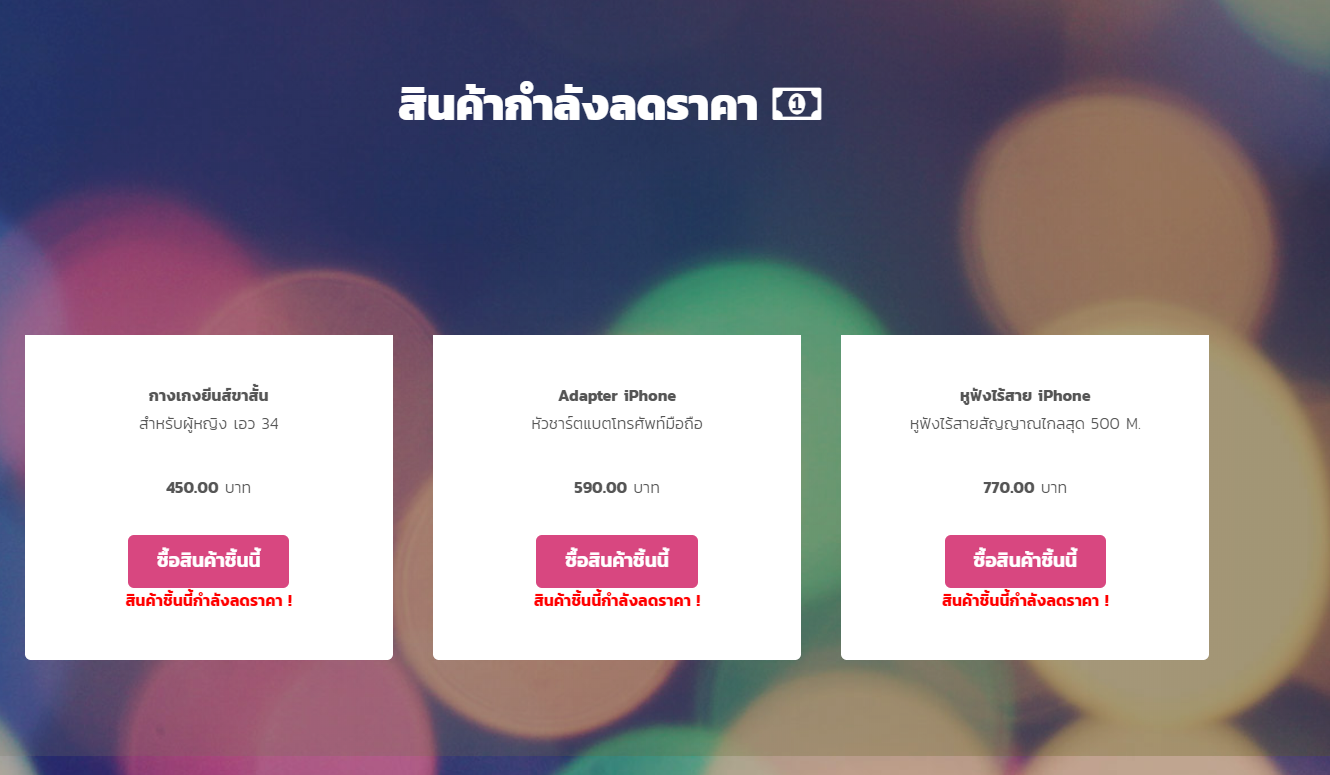 สินค้ากำลังลดราคา
กางเกงยีนส์ขาสั้น
สำหรับผู้หญิง เอว 34
450.00 บาท
ซื้อสินค้าชิ้นนี้
สินค้าชิ้นนี้กำลังลดราคา !
Adapter iPhone
หัวชาร์ตแบตโทรศัพท์มือถือ
590.00 บาท
ซื้อสินค้าชิ้นนี้
สินค้าชิ้นนี้กำลังลดราคา !
หูฟังไร้สาย iPhone
หูฟังไร้สายสัญญาณไกลสุด 500 M.
770.00 บาท
ซื้อสินค้าชิ้นนี้
สินค้าชิ้นนี้กำลังลดราคา !